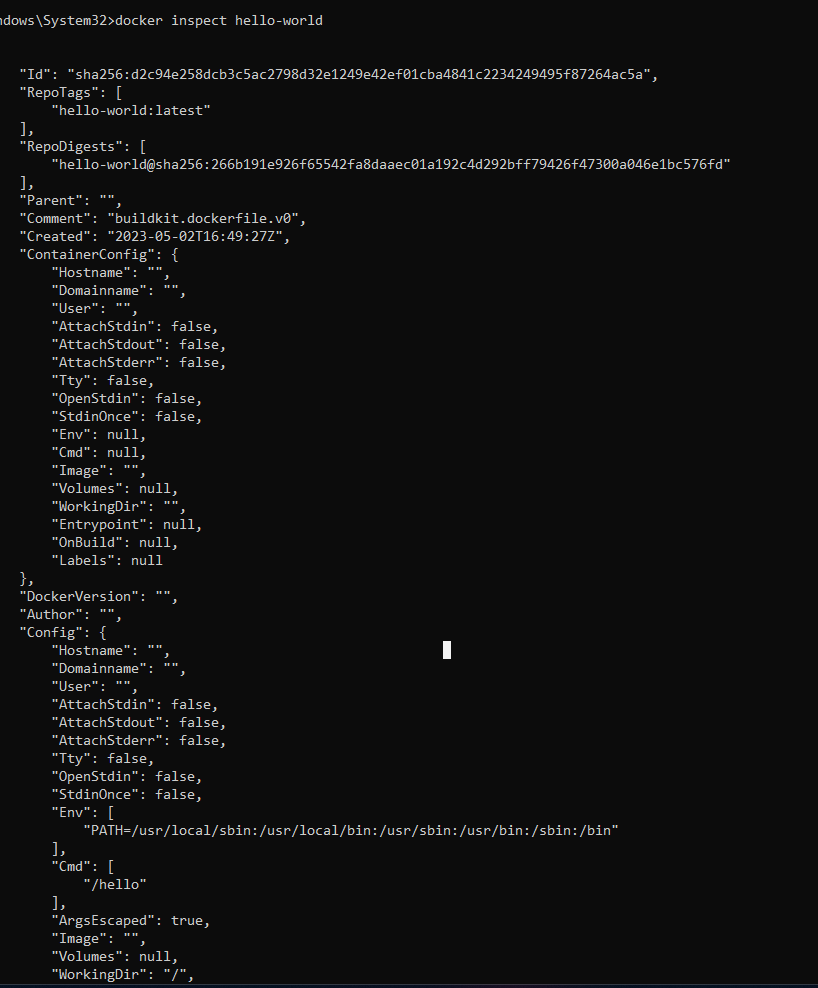 ndows\System32>docker inspect hello-world
"Id": "sha256:d2c94e258dcb3c5ac2798d32e1249e42ef01cba4841c2234249495f87264ac5a",
"RepoTags": [
"hello-world:latest"
],
"RepoDigests": [
"hello-world@sha256:266b191e926f65542fa8daaec01a192c4d292bff79426f47300a046e1bc576fd"
],
"Parent": "",
"Comment": "buildkit.dockerfile.v0",
"Created": "2023-05-02T16:49:27Z",
"ContainerConfig": {
"Hostname": "",
"Domainname": "",
"User": "",
"AttachStdin": false,
"AttachStdout": false,
"AttachStderr": false,
"Tty": false,
"OpenStdin": false,
"StdinOnce": false,
"Env": null,
"Cmd": null,
"Image": "",
"Volumes": null,
"WorkingDir": "",
"Entrypoint": null,
"OnBuild": null,
"Labels": null
},
"DockerVersion": "",
"Author": "",
"Config": {
"Hostname": "",
"Domainname": "",
"User": "",
"AttachStdin": false,
"AttachStdout": false,
"AttachStderr": false,
"Tty": false,
"OpenStdin": false,
"StdinOnce": false,
"Env": [
"PATH=/usr/local/sbin:/usr/local/bin:/usr/sbin:/usr/bin:/sbin:/bin"
],
"Cmd": [
"/hello"
],
"ArgsEscaped": true,
"Image": "",
"Volumes": null,
"WorkingDir": "/",